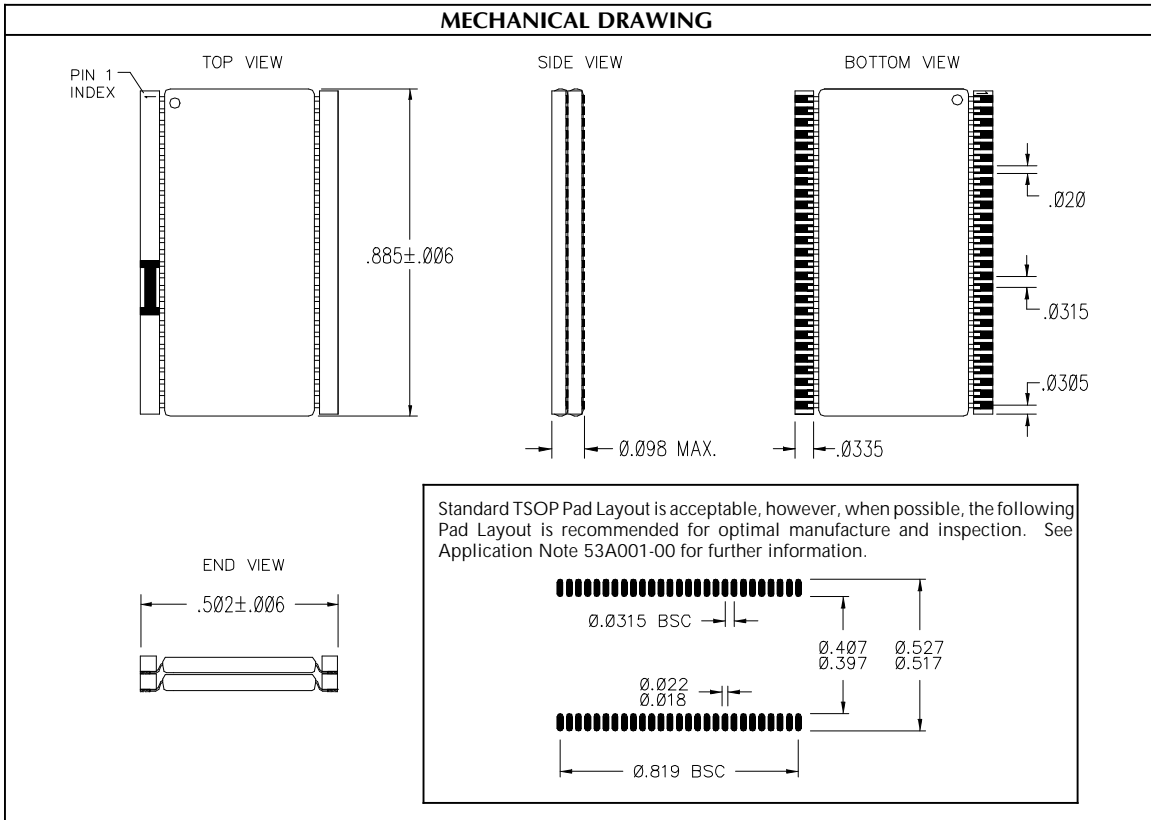 MECHANICAL DRAWING
TOP VIEW
SIDE VIEW
BOTTOM VIEW
PIN 1
INDEX
.885±.006
.020
.0315
.0305
0.098 MAX.
.0335
END VIEW
.502±.006
Standard TSOP Pad Layout is acceptable, however, when possible, the following
Pad Layout is recommended for optimal manufacture and inspection. See
Application Note 53A001-00 for further information.
0.0315 BSC
0.407
0.397
0.527
0.517
0.022
0.018
0.819 BSC